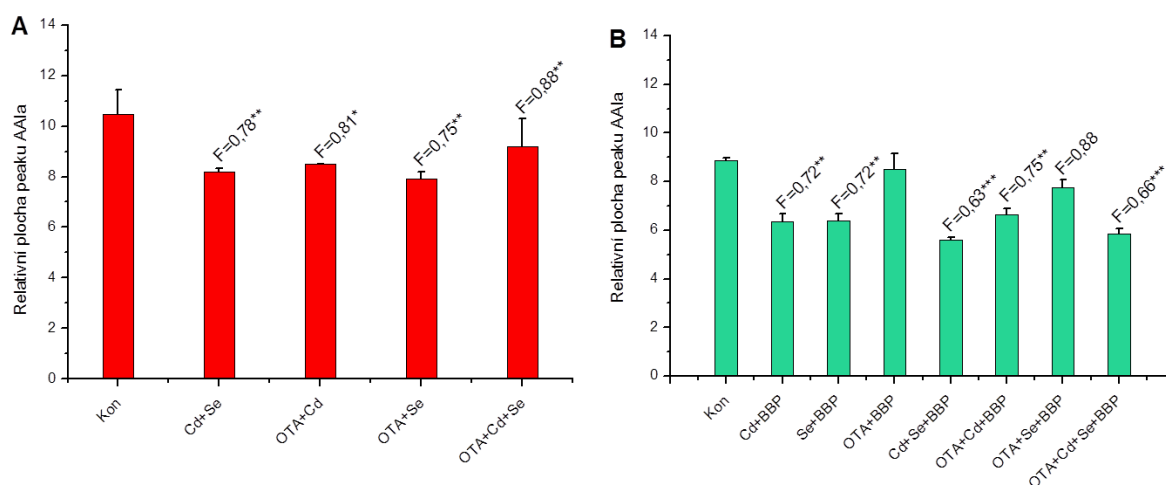 A
Relativní plocha peaku AAIa
14
12
10
8
6
4
2
0
F=0,78**
F=0,81*
F=0,75**
F=0,88**
Kon
Cd+Se
OTA+Cd
OTA+Se
OTA+Cd+Se
B
Relativní plocha peaku AAIa
14
12
10
8
6
4
2
0
F=0,72**
F=0,72**
F=0,63***
F=0,75**
F=0,88
F=0,66***
Kon
Cd+BBP
Se+BBP
OTA+BBP
Cd+Se+BBP
OTA+Cd+BBP
OTA+Se+BBP
OTA+Cd+Se+BBP